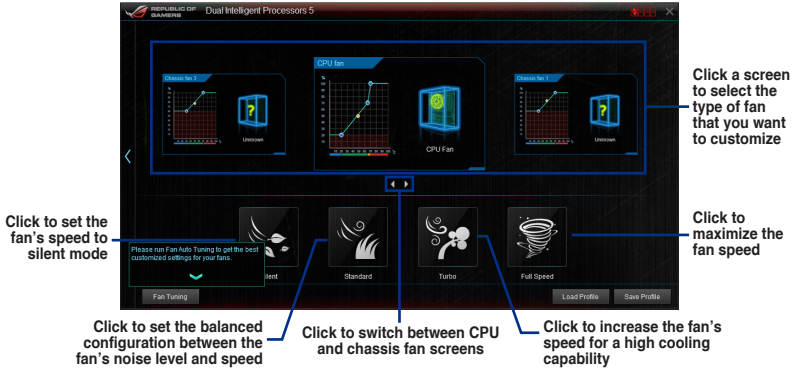 REPUBLIC OF
GAMERS
Dual Intelligent Processors 5
Chassis fan 3
Unknown
CPU fan
CPU Fan
Chassis fan 1
Unknown
Click a screen
to select the
type of fan
that you want
to customize
Click to set the
fan's speed to
silent mode
Please run Fan Auto Tuning to get the best
customized settings for your fans.
ilent
Standard
Turbo
Full Speed
Click to
maximize the
fan speed
Fan Tuning
Load Profile
Save Profile
Click to set the balanced
configuration between the
fan's noise level and speed
Click to switch between CPU
and chassis fan screens
Click to increase the fan's
speed for a high cooling
capability